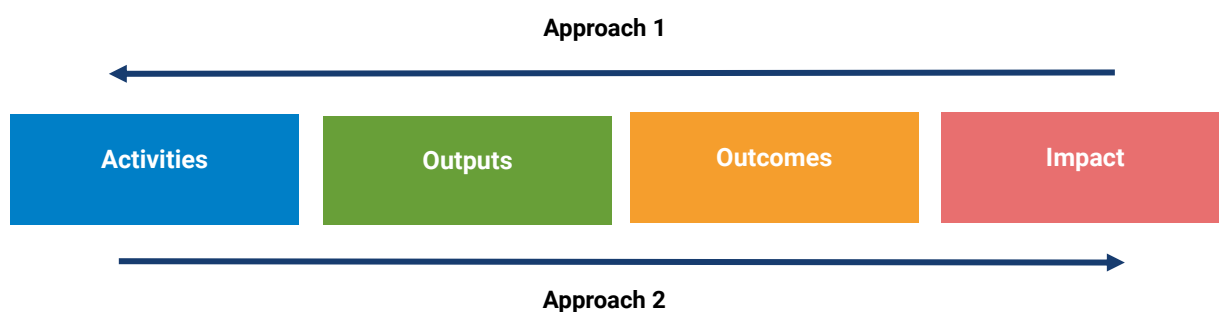 Approach 1
Activities
Outputs
Outcomes
Impact
Approach 2